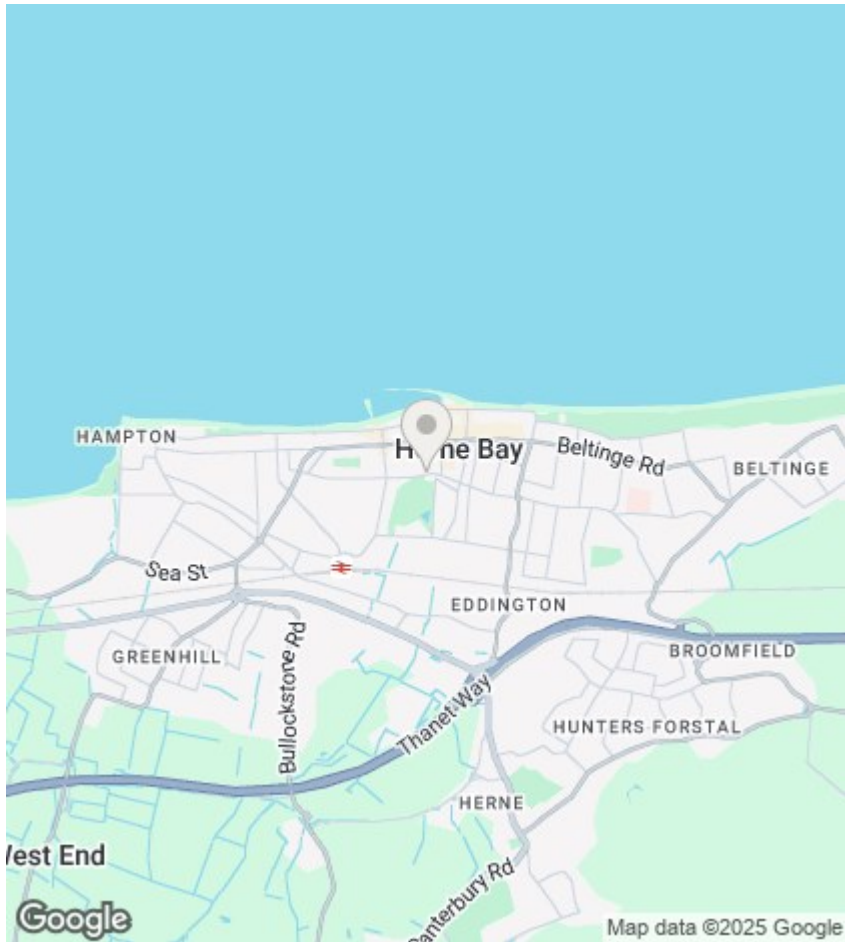 HAMPTON
Herne Bay
Beltinge Rd
BELTINGE
Sea St
EDDINGTON
GREENHILL
Bullockstone Rd
BROOMFIELD
Thanet Way
HUNTERS FORSTAL
HERNE
West End
Canterbury Rd
Google
Map data ©2025 Google